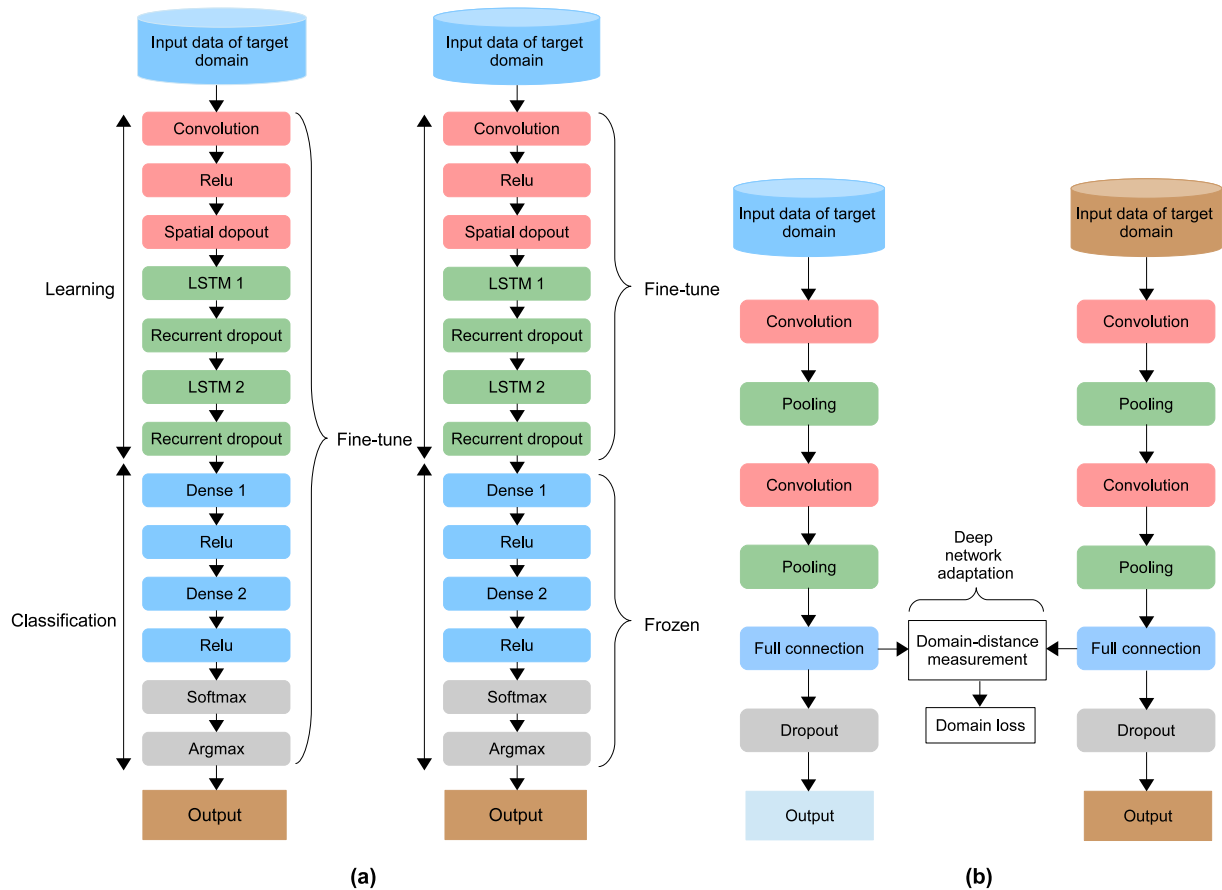 Input data of target
domain
Convolution
Relu
Spatial dopout
LSTM 1
Recurrent dropout
LSTM 2
Recurrent dropout
Dense 1
Relu
Dense 2
Relu
Softmax
Argmax
Output
Learning
Classification
Fine-tune
Input data of target
domain
Convolution
Relu
Spatial dopout
LSTM 1
Recurrent dropout
LSTM 2
Recurrent dropout
Dense 1
Relu
Dense 2
Relu
Softmax
Argmax
Output
Fine-tune
Frozen
(a)
Input data of target
domain
Convolution
Pooling
Convolution
Pooling
Full connection
Dropout
Output
Deep
network
adaptation
Domain-distance
measurement
Domain loss
Input data of target
domain
Convolution
Pooling
Convolution
Pooling
Full connection
Dropout
Output
(b)